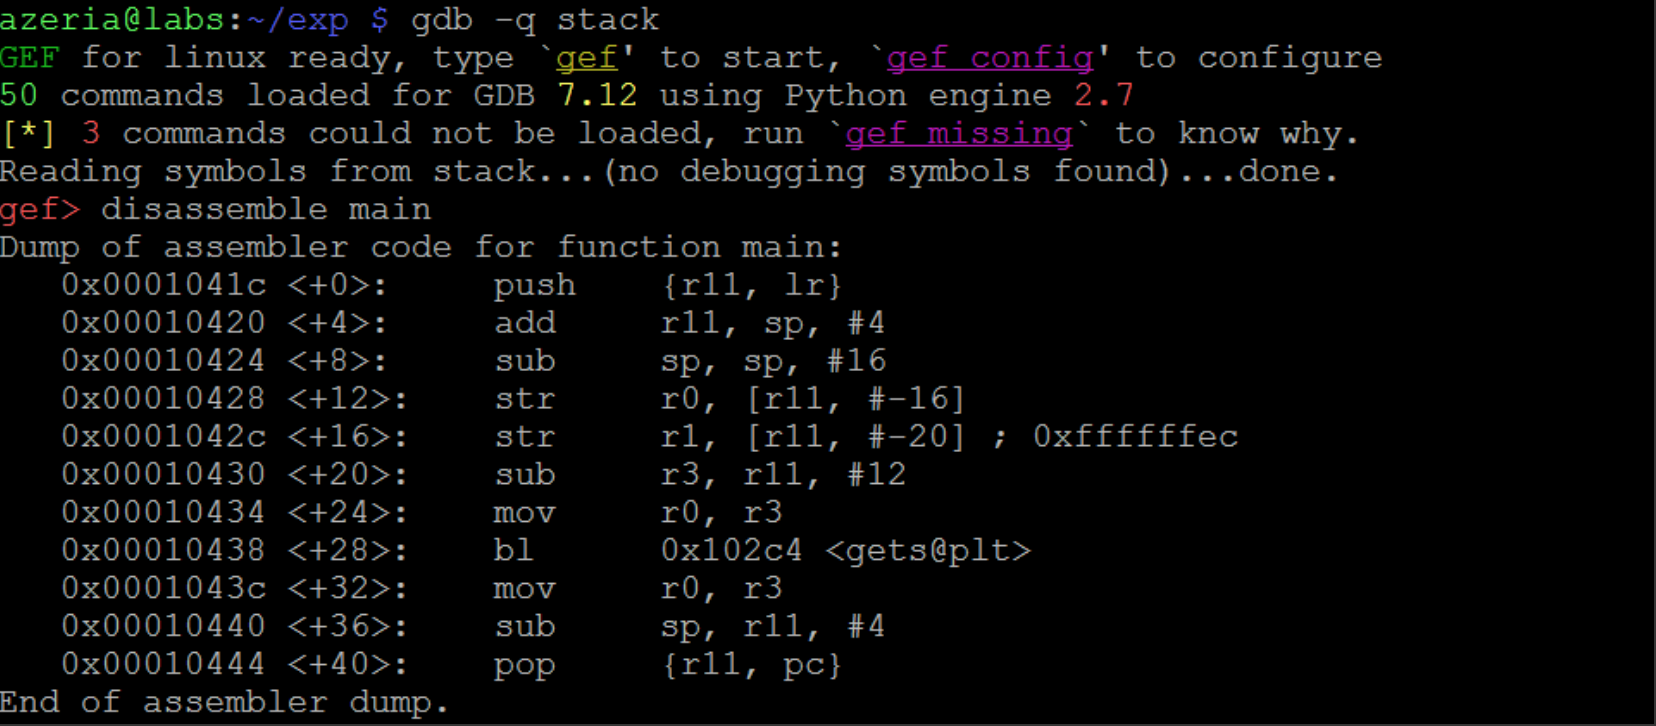 azeria@labs:~/exp $ gdb -q stack
GEF for linux ready, type `gef' to start, `gef config' to configure
50 commands loaded for GDB 7.12 using Python engine 2.7
[*] 3 commands could not be loaded, run `gef missing` to know why.
Reading symbols from stack...(no debugging symbols found)...done.
gef> disassemble main
Dump of assembler code for function main:
   0x0001041c <+0>:     push    {r11, lr}
   0x00010420 <+4>:     add     r11, sp, #4
   0x00010424 <+8>:     sub     sp, sp, #16
   0x00010428 <+12>:    str     r0, [r11, #-16]
   0x0001042c <+16>:    str     r1, [r11, #-20] ; 0xffffffec
   0x00010430 <+20>:    sub     r3, r11, #12
   0x00010434 <+24>:    mov     r0, r3
   0x00010438 <+28>:    bl      0x102c4 <gets@plt>
   0x0001043c <+32>:    mov     r0, r3
   0x00010440 <+36>:    sub     sp, r11, #4
   0x00010444 <+40>:    pop     {r11, pc}
End of assembler dump.